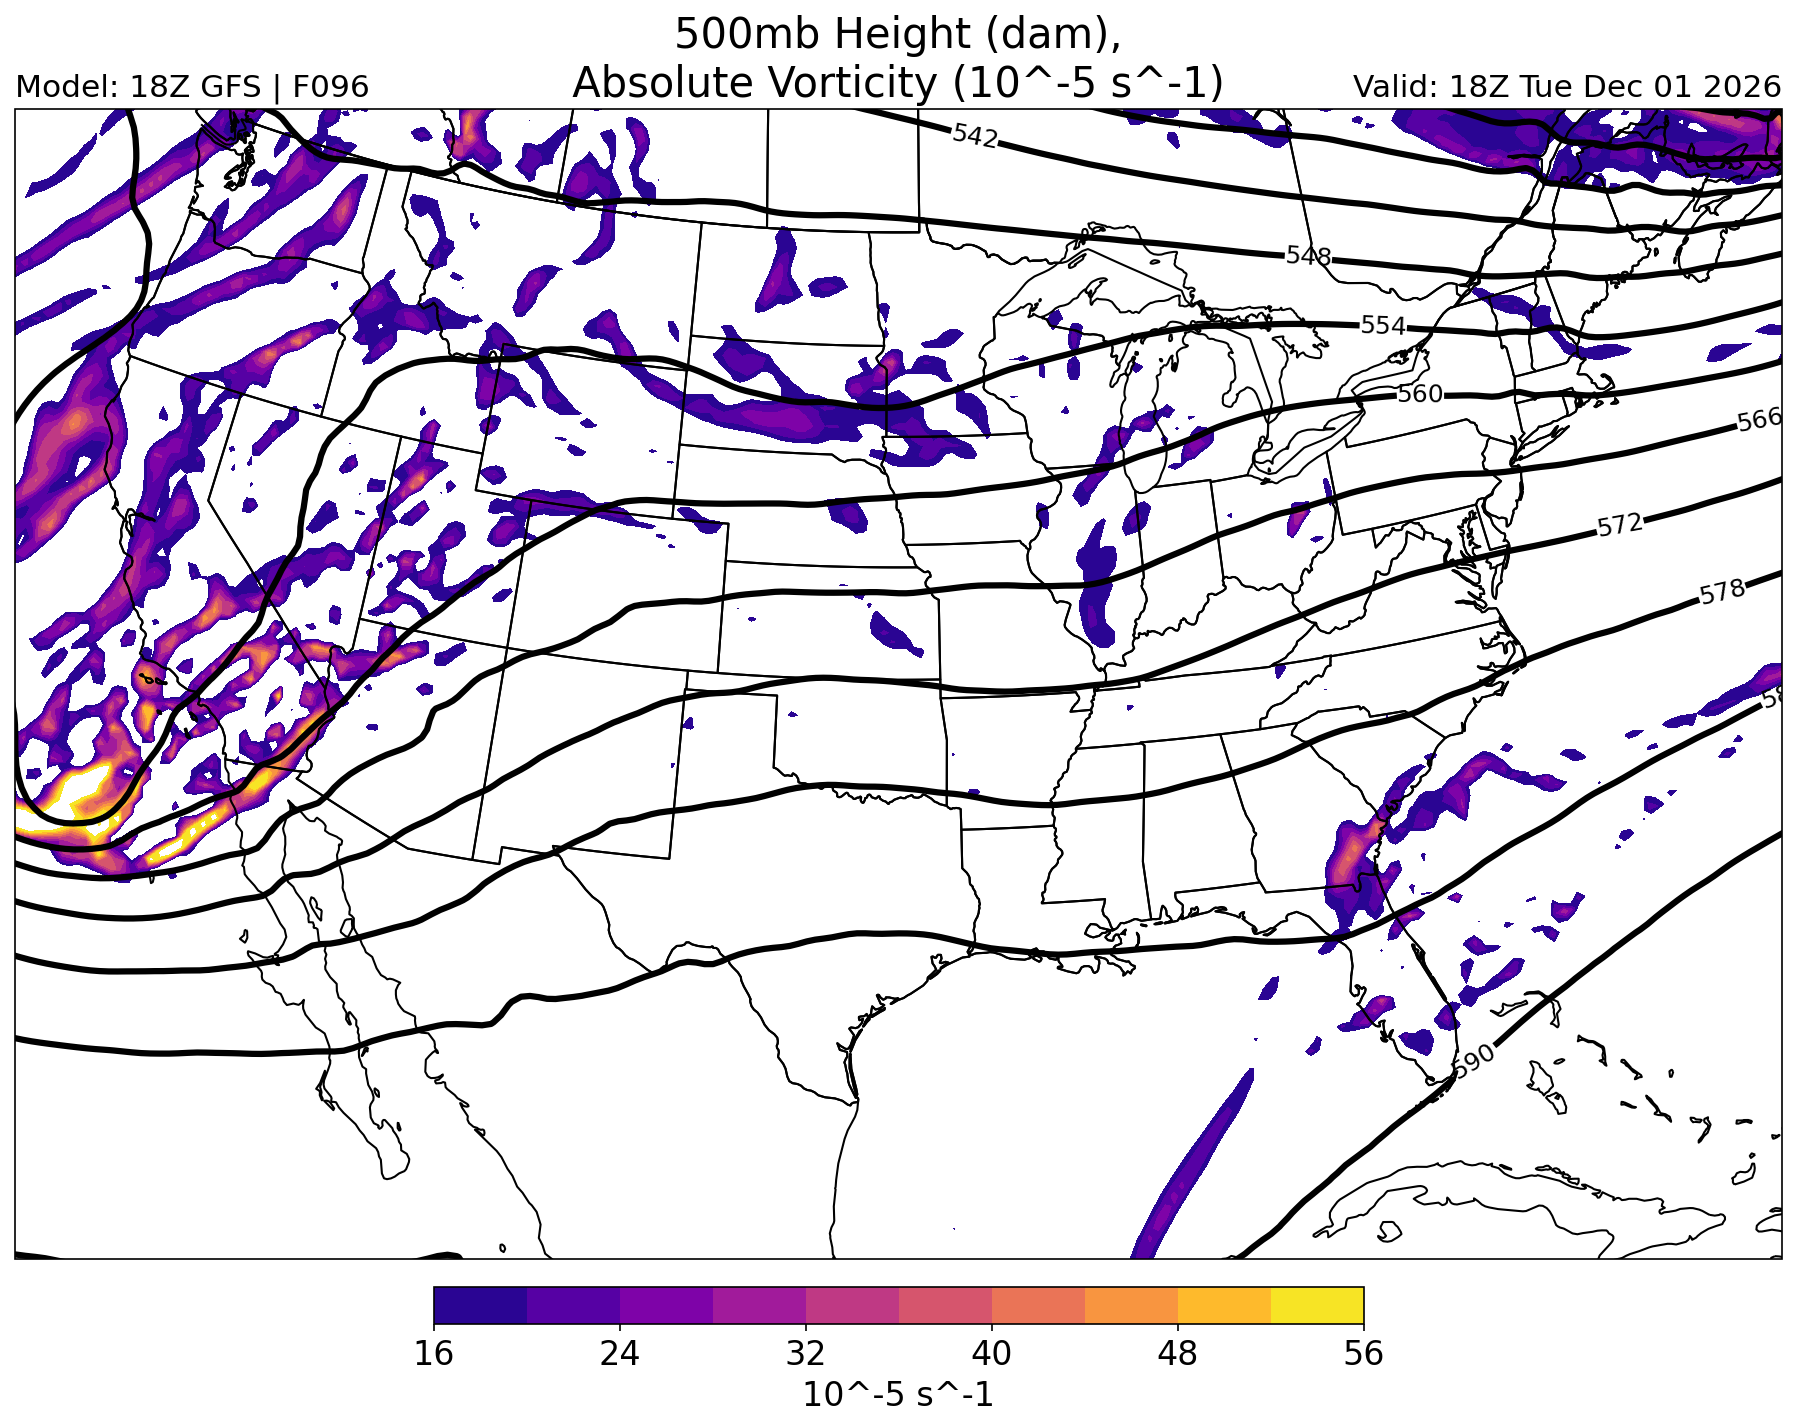 500mb Height (dam),
Model: 18Z GFS | F096
Absolute Vorticity (10^-5 s^-1)
Valid: 18Z Tue Dec 01 2026
542
548
554
560
566
572
578
590
16 24 32 40 48 56
10^-5 s^-1